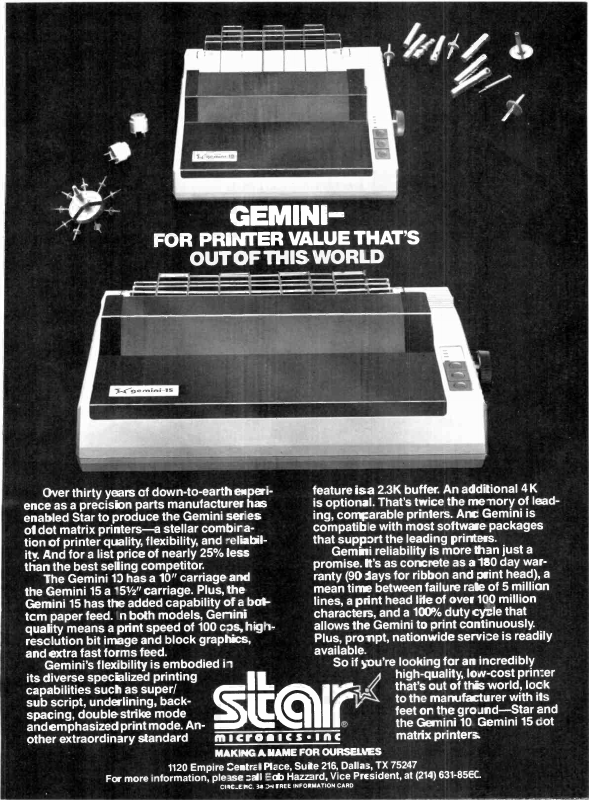 gemini-10
GEMINI–
FOR PRINTER VALUE THAT'S
OUT OF THIS WORLD
gemini-15
Over thirty years of down-to-earth experi-
ence as a precision parts manufacturer has
enabled Star to produce the Gemini series
of dot matrix printers—a stellar combina-
tion of printer quality, flexibility, and reliabil-
ity. And for a list price of nearly 25% less
than the best selling competitor.
The Gemini 10 has a 10" carriage and
the Gemini 15 a 15½" carriage. Plus, the
Gemini 15 has the added capability of a bot-
tom paper feed. In both models, Gemini
quality means a print speed of 100 cps, high-
resolution bit image and block graphics,
and extra fast forms feed.
Gemini's flexibility is embodied in
its diverse specialized printing
capabilities such as super/
sub script, underlining, back-
spacing, double strike mode
and emphasized print mode. An-
other extraordinary standard
feature is a 2.3K buffer. An additional 4K
is optional. That's twice the memory of lead-
ing, comparable printers. And Gemini is
compatible with most software packages
that support the leading printers.
Gemini reliability is more than just a
promise. It's as concrete as a 180 day war-
ranty (90 days for ribbon and print head), a
mean time between failure rate of 5 million
lines, a print head life of over 100 million
characters, and a 100% duty cycle that
allows the Gemini to print continuously.
Plus, prompt, nationwide service is readily
available.
So if you're looking for an incredibly
high-quality, low-cost printer
that's out of this world, look
to the manufacturer with its
feet on the ground—Star and
the Gemini 10, Gemini 15 dot
matrix printers.
star
micronics•inc
MAKING A NAME FOR OURSELVES
1120 Empire Central Place, Suite 216, Dallas, TX 75247
For more information, please call Bob Hazzard, Vice President, at (214) 631-8560.
CIRCLE NO. 34 ON FREE INFORMATION CARD